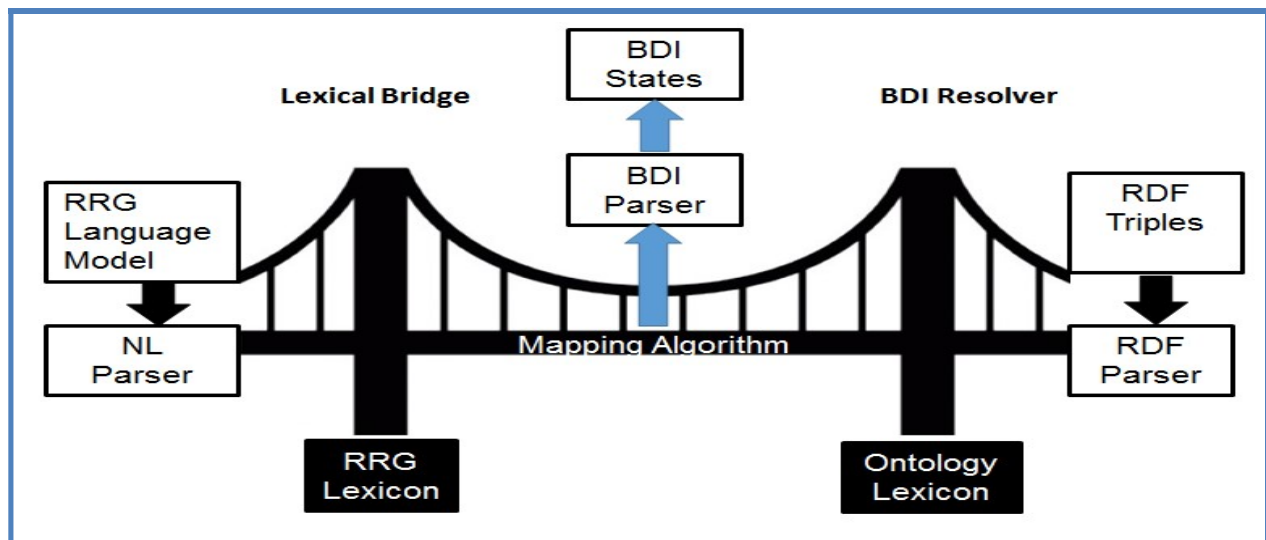 BDI
States
Lexical Bridge
BDI Resolver
BDI
Parser
RRG
Language
Model
RDF
Triples
NL
Parser
Mapping Algorithm
RDF
Parser
RRG
Lexicon
Ontology
Lexicon